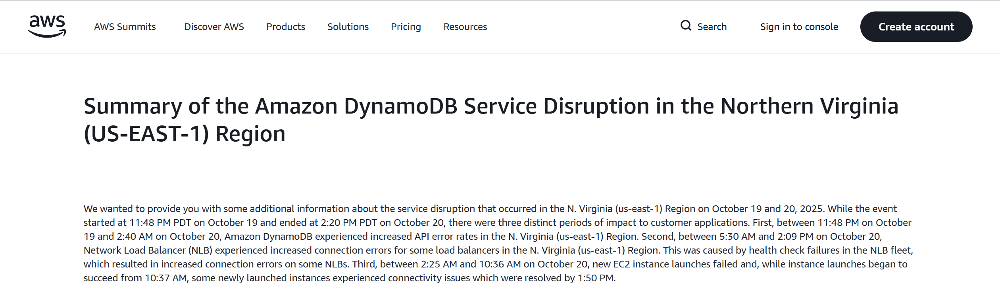 aws
AWS Summits
Discover AWS
Products
Solutions
Pricing
Resources
Search
Sign in to console
Create account
Summary of the Amazon DynamoDB Service Disruption in the Northern Virginia
(US-EAST-1) Region
We wanted to provide you with some additional information about the service disruption that occurred in the N. Virginia (us-east-1) Region on October 19 and 20, 2025. While the event
started at 11:48 PM PDT on October 19 and ended at 2:20 PM PDT on October 20, there were three distinct periods of impact to customer applications. First, between 11:48 PM on October
19 and 2:40 AM on October 20, Amazon DynamoDB experienced increased API error rates in the N. Virginia (us-east-1) Region. Second, between 5:30 AM and 2:09 PM on October 20,
Network Load Balancer (NLB) experienced increased connection errors for some load balancers in the N. Virginia (us-east-1) Region. This was caused by health check failures in the NLB fleet,
which resulted in increased connection errors on some NLBs. Third, between 2:25 AM and 10:36 AM on October 20, new EC2 instance launches failed and, while instance launches began to
succeed from 10:37 AM, some newly launched instances experienced connectivity issues which were resolved by 1:50 PM.